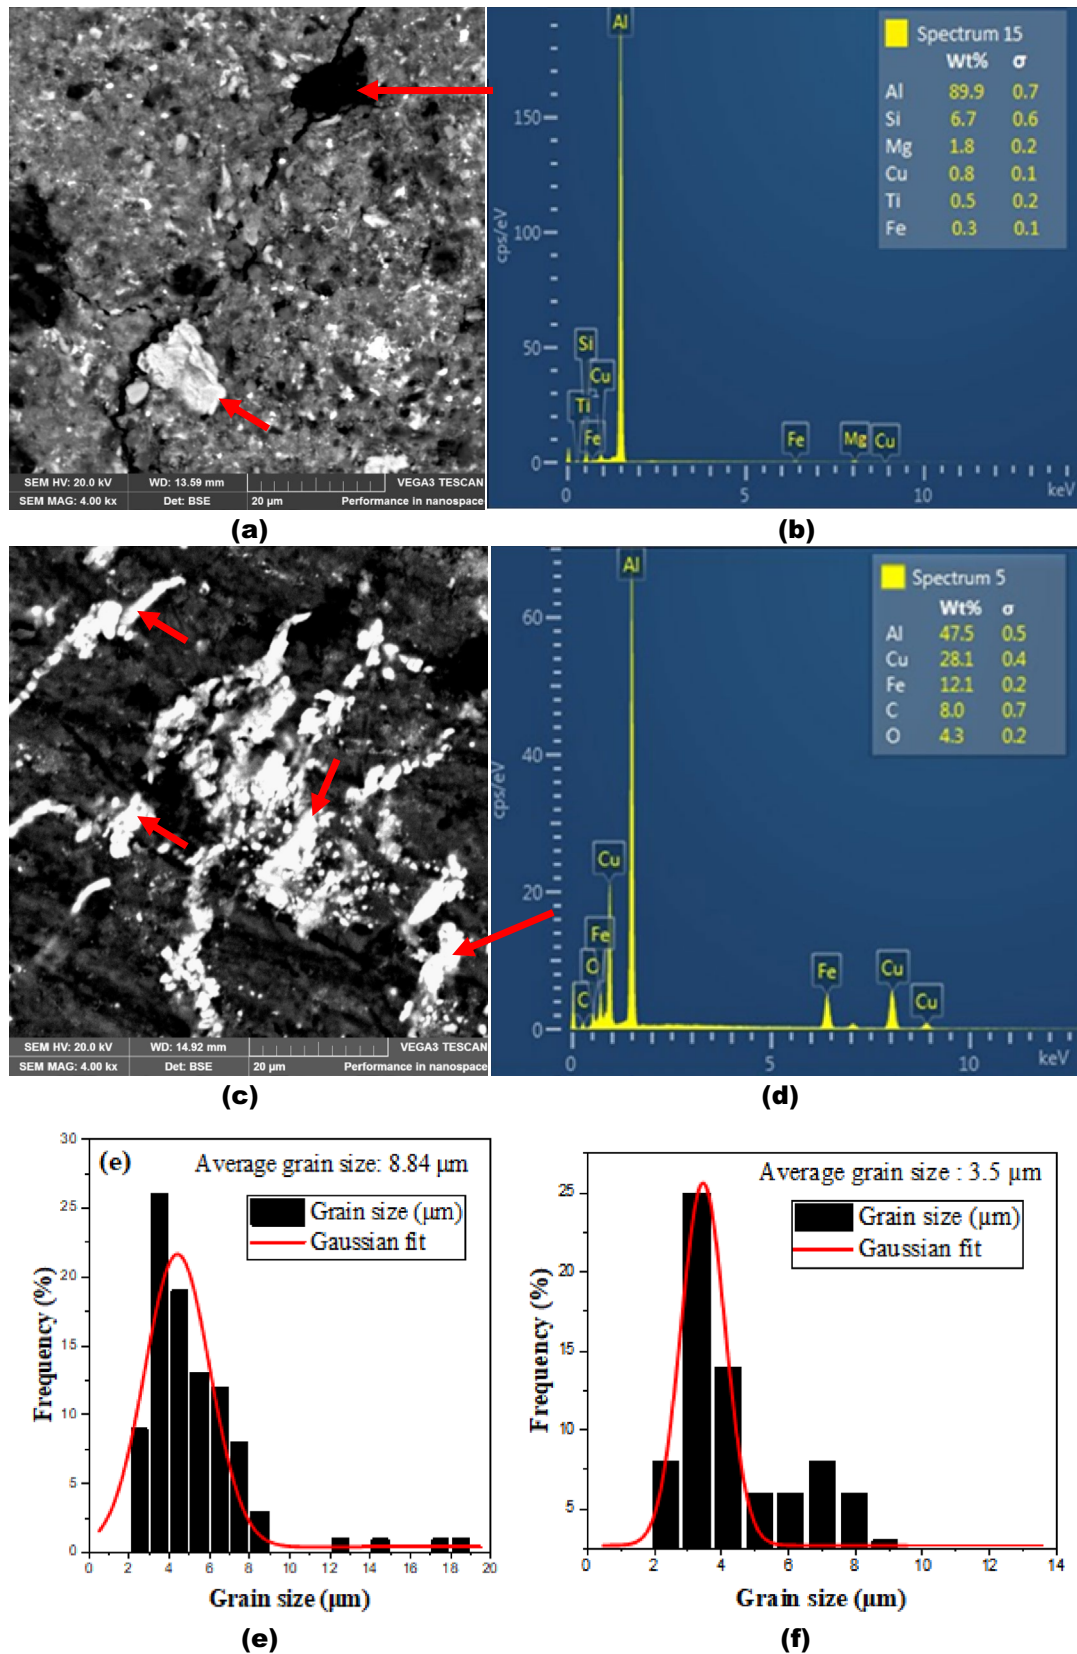 Al
Spectrum 15
Wt% σ
Al 89.9 0.7
Si 6.7 0.6
Mg 1.8 0.2
Cu 0.8 0.1
Ti 0.5 0.2
Fe 0.3 0.1
150
100
50
0
cps/eV
Si
Cu
Ti
Fe
Fe
Mg
Cu
0 5 10 keV
SEM HV: 20.0 kV WD: 13.59 mm VEGA3 TESCAN
SEM MAG: 4.00 kx Det: BSE 20 µm Performance in nanospace
(a)
(b)
Al
Spectrum 5
Wt% σ
Al 47.5 0.5
Cu 28.1 0.4
Fe 12.1 0.2
C 8.0 0.7
O 4.3 0.2
60
40
20
0
cps/eV
Cu
Fe
O
C
Fe
Cu
Cu
0 5 10 keV
SEM HV: 20.0 kV WD: 14.92 mm VEGA3 TESCAN
SEM MAG: 4.00 kx Det: BSE 20 µm Performance in nanospace
(c)
(d)
(e)
Average grain size: 8.84 µm
Grain size (µm)
Gaussian fit
30
25
20
15
10
5
0
Frequency (%)
0 2 4 6 8 10 12 14 16 18 20
Grain size (µm)
(e)
Average grain size : 3.5 µm
Grain size (µm)
Gaussian fit
25
20
15
10
5
Frequency (%)
0 2 4 6 8 10 12 14
Grain size (µm)
(f)